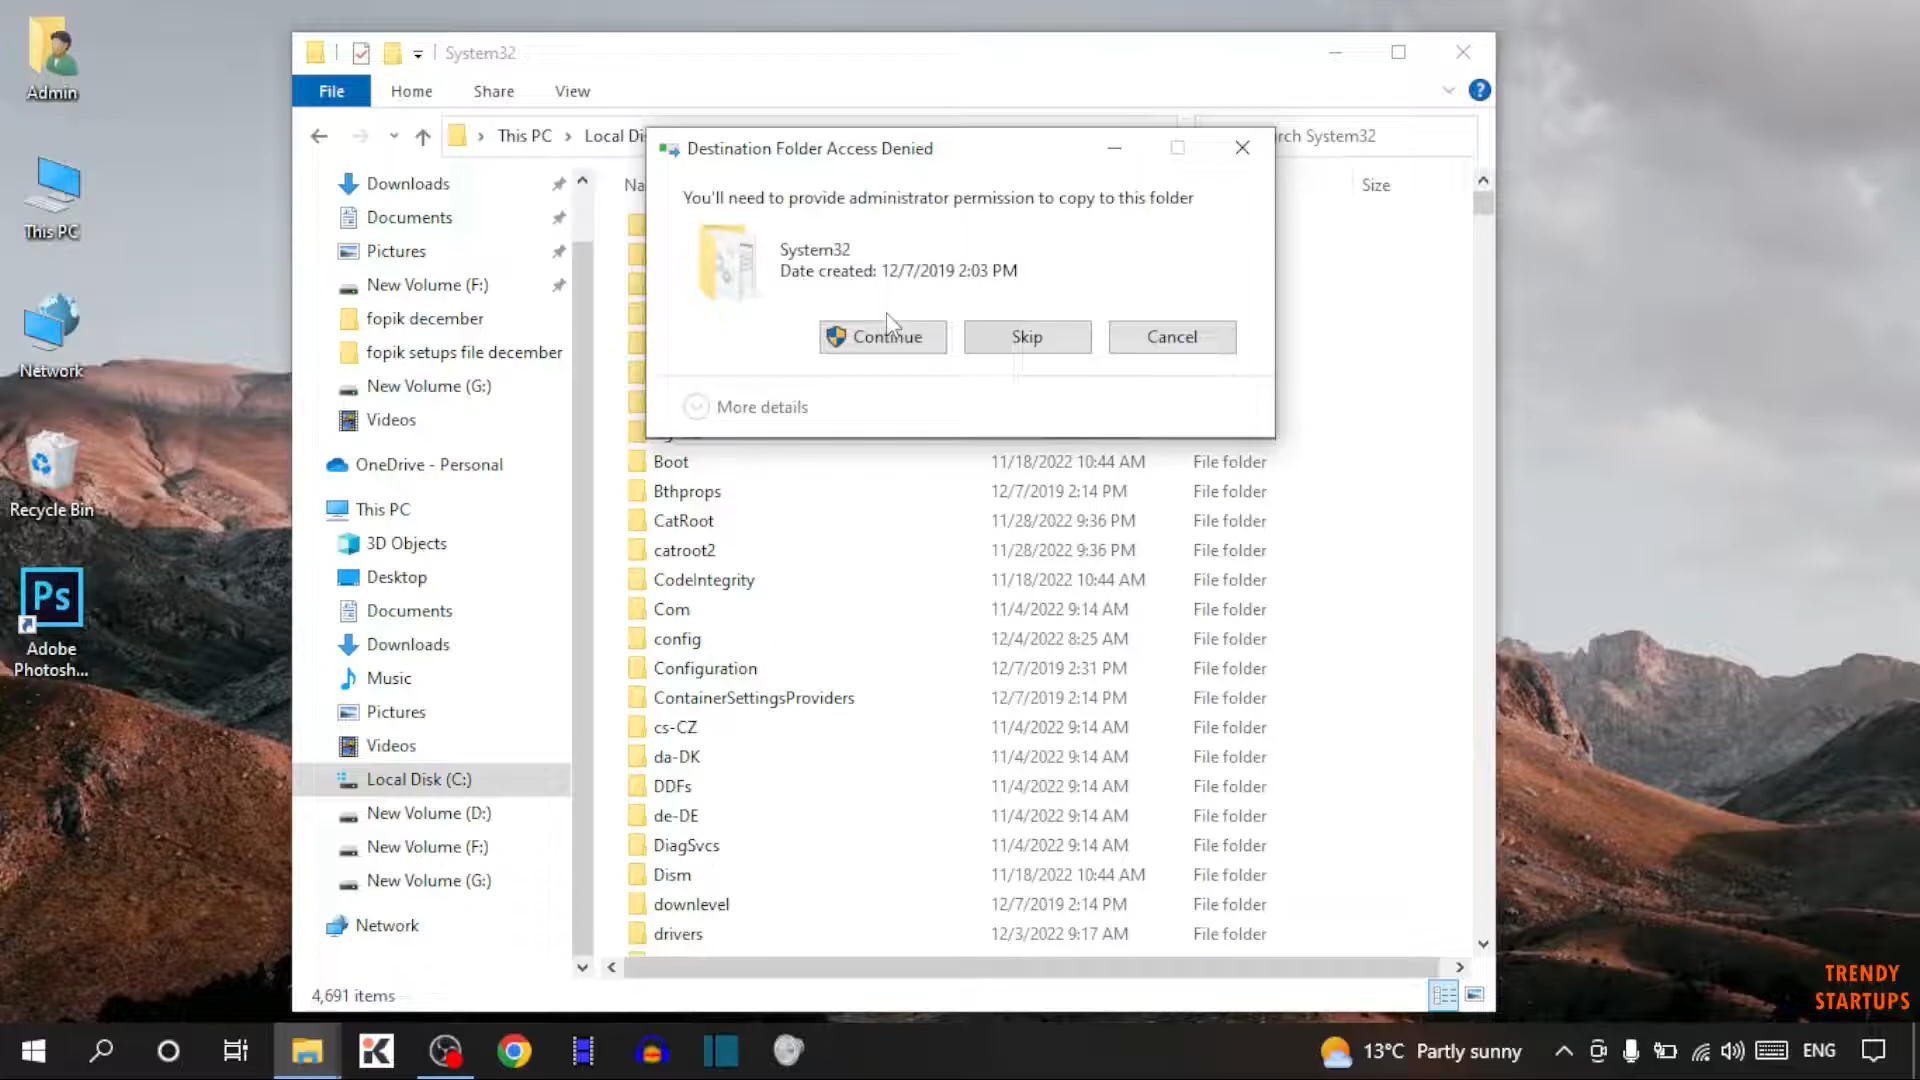 Admin
This PC
Network
Recycle Bin
Ps
Adobe
Photosh...
System32
File
Home
Share
View
?
This PC
Local Di
rch System32
Downloads
Documents
Pictures
New Volume (F:)
fopik december
fopik setups file december
New Volume (G:)
Videos
OneDrive - Personal
This PC
3D Objects
Desktop
Documents
Downloads
Music
Pictures
Videos
Local Disk (C:)
New Volume (D:)
New Volume (F:)
New Volume (G:)
Network
Na
Size
Destination Folder Access Denied
You'll need to provide administrator permission to copy to this folder
System32
Date created: 12/7/2019 2:03 PM
Continue
Skip
Cancel
More details
Boot 11/18/2022 10:44 AM File folder
Bthprops 12/7/2019 2:14 PM File folder
CatRoot 11/28/2022 9:36 PM File folder
catroot2 11/28/2022 9:36 PM File folder
CodeIntegrity 11/18/2022 10:44 AM File folder
Com 11/4/2022 9:14 AM File folder
config 12/4/2022 8:25 AM File folder
Configuration 12/7/2019 2:31 PM File folder
ContainerSettingsProviders 12/7/2019 2:14 PM File folder
cs-CZ 11/4/2022 9:14 AM File folder
da-DK 11/4/2022 9:14 AM File folder
DDFs 11/4/2022 9:14 AM File folder
de-DE 11/4/2022 9:14 AM File folder
DiagSvcs 11/4/2022 9:14 AM File folder
Dism 11/18/2022 10:44 AM File folder
downlevel 12/7/2019 2:14 PM File folder
drivers 12/3/2022 9:17 AM File folder
4,691 items
TRENDY
STARTUPS
13°C Partly sunny
ENG